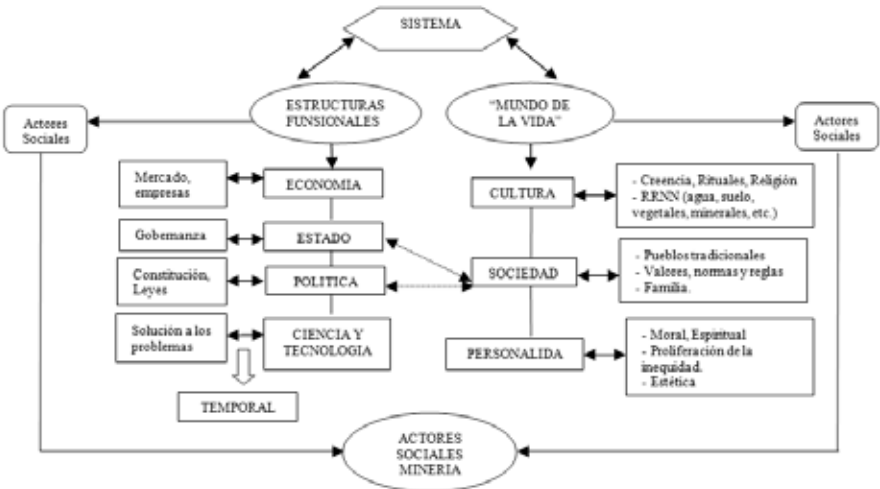 SISTEMA
ESTRUCTURAS
FUNSIONALES
"MUNDO DE
LA VIDA"
Actores
Sociales
Actores
Sociales
Mercado,
empresas
ECONOMIA
Gobernanza
ESTADO
Constitución,
Leyes
POLITICA
Solución a los
problemas
CIENCIA Y
TECNOLOGIA
TEMPORAL
CULTURA
- Creencia, Rituales, Religión
- RRNN (agua, suelo,
vegetales, minerales, etc.)
SOCIEDAD
- Pueblos tradicionales
- Valores, normas y reglas
- Familia.
PERSONALIDA
- Moral, Espiritual
- Proliferación de la
inequidad.
- Estética
ACTORES
SOCIALES
MINERIA